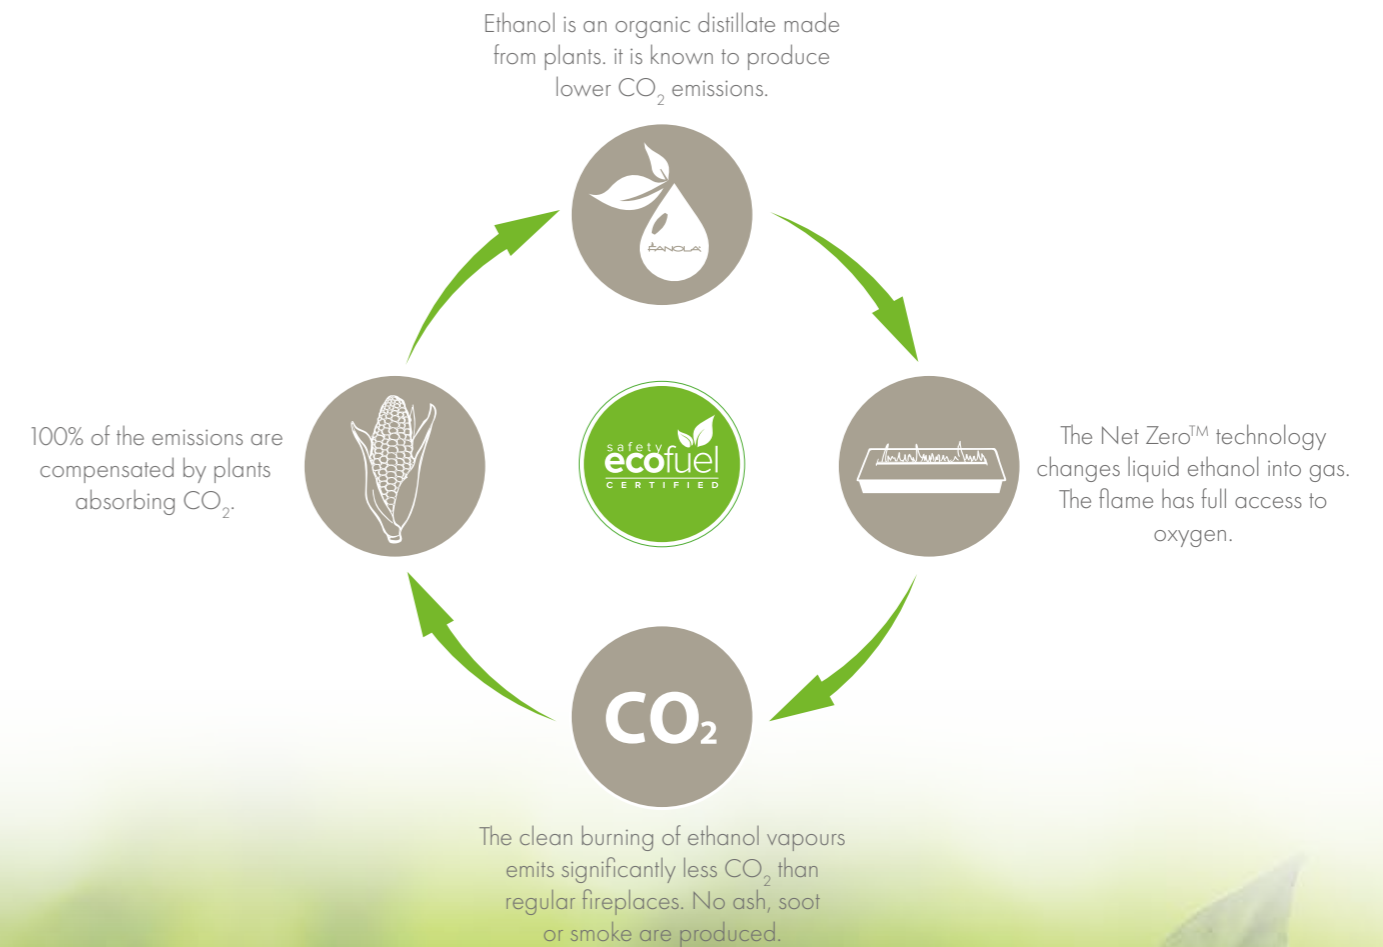 Ethanol is an organic distillate made
from plants. it is known to produce
lower CO₂ emissions.
FANOLA
100% of the emissions are
compensated by plants
absorbing CO₂.
safety
ecofuel
CERTIFIED
The Net Zero™ technology
changes liquid ethanol into gas.
The flame has full access to
oxygen.
CO₂
The clean burning of ethanol vapours
emits significantly less CO₂ than
regular fireplaces. No ash, soot
or smoke are produced.